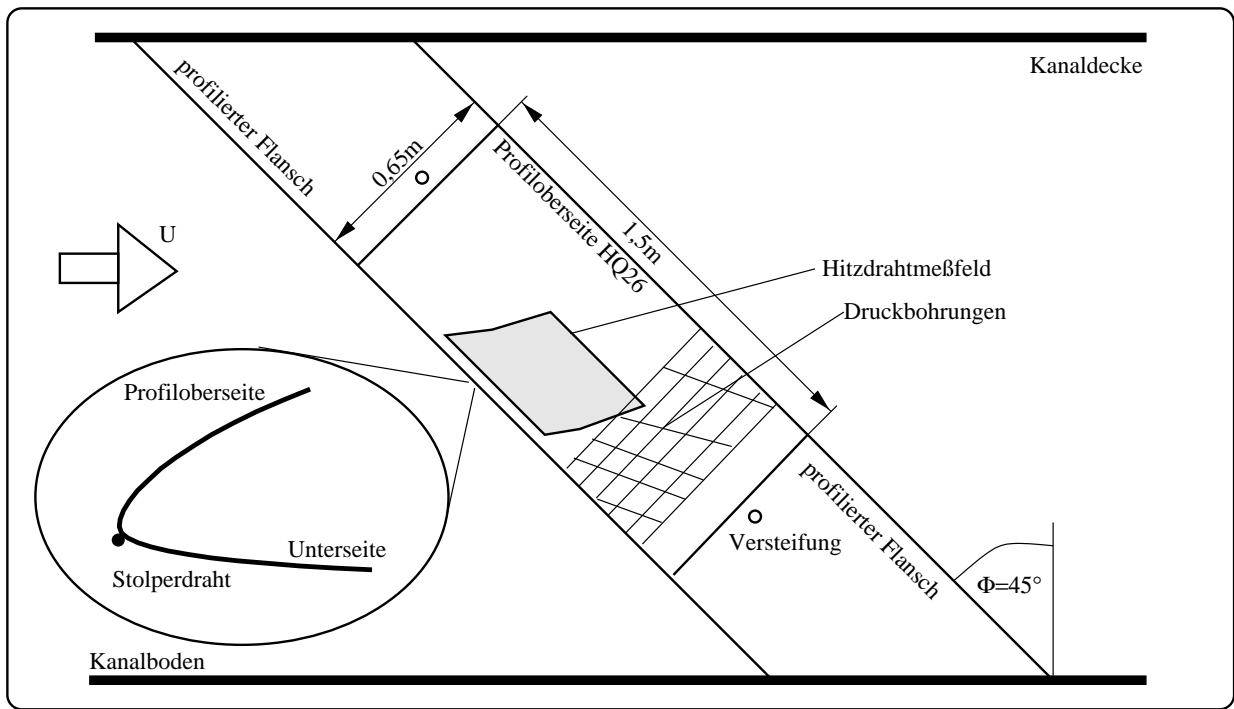 Kanaldecke
profilierter Flansch
0,65m
Profiloberseite HQ26
1,5m
U
Hitzdrahtmeßfeld
Druckbohrungen
Profiloberseite
Unterseite
Stolperdraht
Versteifung
profilierter Flansch
Φ=45°
Kanalboden